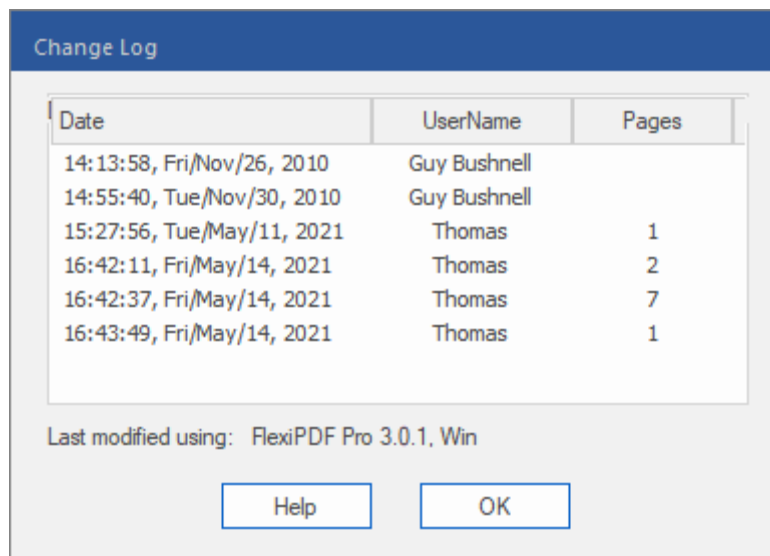 Change Log
Date UserName Pages
14:13:58, Fri/Nov/26, 2010 Guy Bushnell
14:55:40, Tue/Nov/30, 2010 Guy Bushnell
15:27:56, Tue/May/11, 2021 Thomas 1
16:42:11, Fri/May/14, 2021 Thomas 2
16:42:37, Fri/May/14, 2021 Thomas 7
16:43:49, Fri/May/14, 2021 Thomas 1
Last modified using: FlexiPDF Pro 3.0.1, Win
Help OK